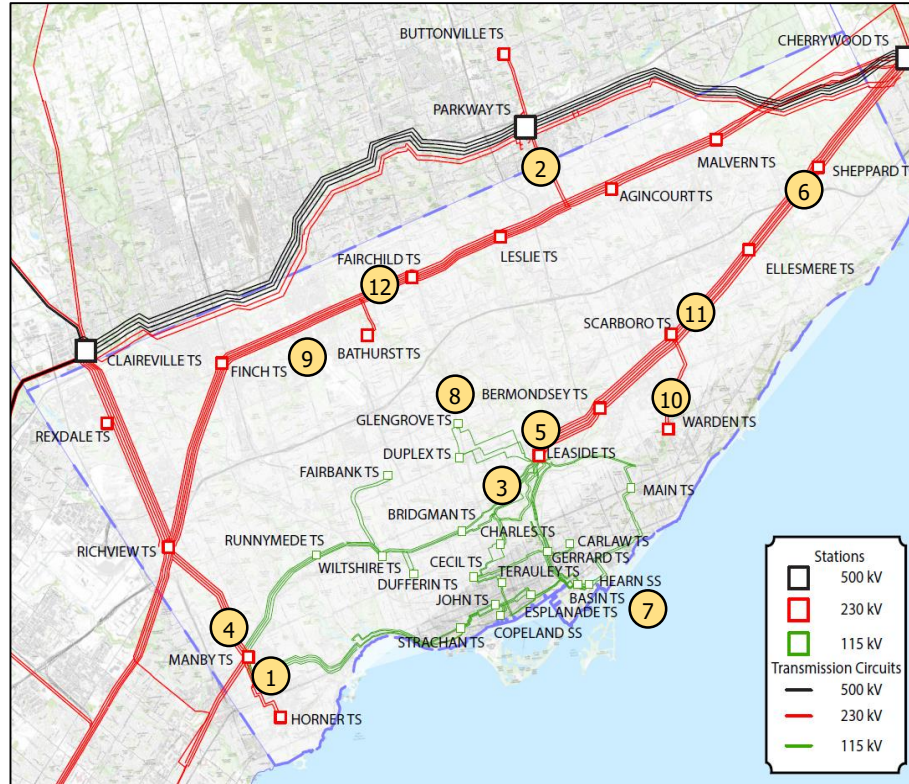 BUTTONVILLE TS
CHERRYWOOD TS
PARKWAY TS
2
MALVERN TS
SHEPPARD T
6
AGINCOURT TS
LESLIE TS
ELLESMERE TS
FAIRCHILD TS
12
11
SCARBORO TS
BATHURST TS
9
CLAIREVILLE TS
FINCH TS
8
BERMONDSEY TS
10
REXDALE TS
GLENGROVE TS
5
WARDEN TS
DUPLEX TS
LEASIDE TS
FAIRBANK TS
3
MAIN TS
BRIDGMAN TS
RICHVIEW TS
RUNNYMEDE TS
CHARLES TS
CARLAW TS
WILTSHIRE TS
CECIL TS
GERRARD TS
DUFFERIN TS
TERAULEY TS
HEARN SS
JOHN TS
BASIN TS
ESPLANADE TS
7
4
STRACHAN TS
COPELAND SS
MANBY TS
1
HORNER TS
Stations
500 kV
230 kV
115 kV
Transmission Circuits
500 kV
230 kV
115 kV